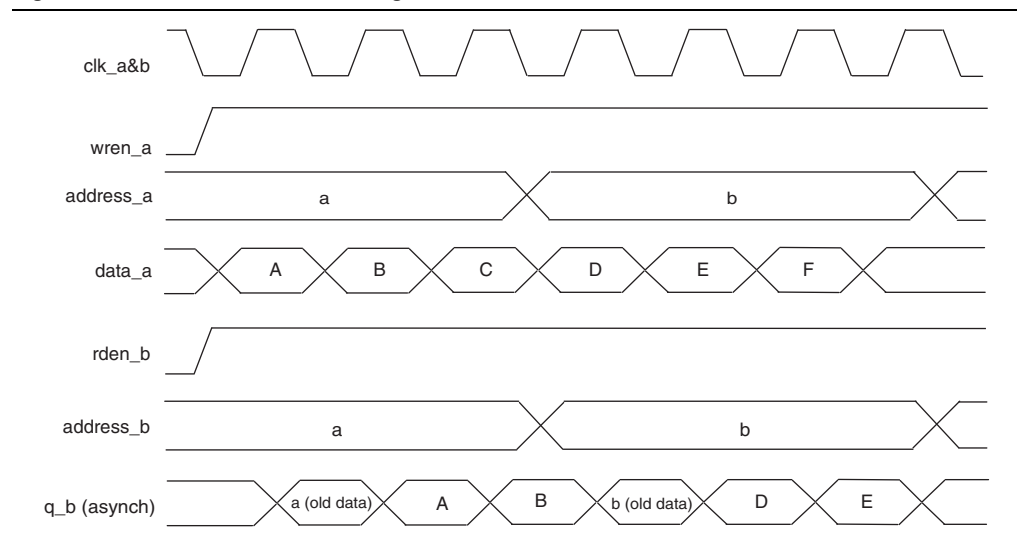 clk_a&b
wren_a
address_a a b
data_a A B C D E F
rden_b
address_b a b
q_b (asynch) a (old data) A B b (old data) D E